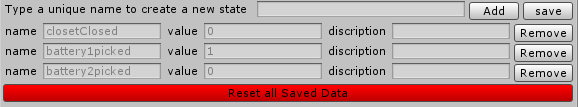 Type a unique name to create a new state Add save
name closetClosed value 0 discription Remove
name battery1picked value 1 discription Remove
name battery2picked value 0 discription Remove
Reset all Saved Data